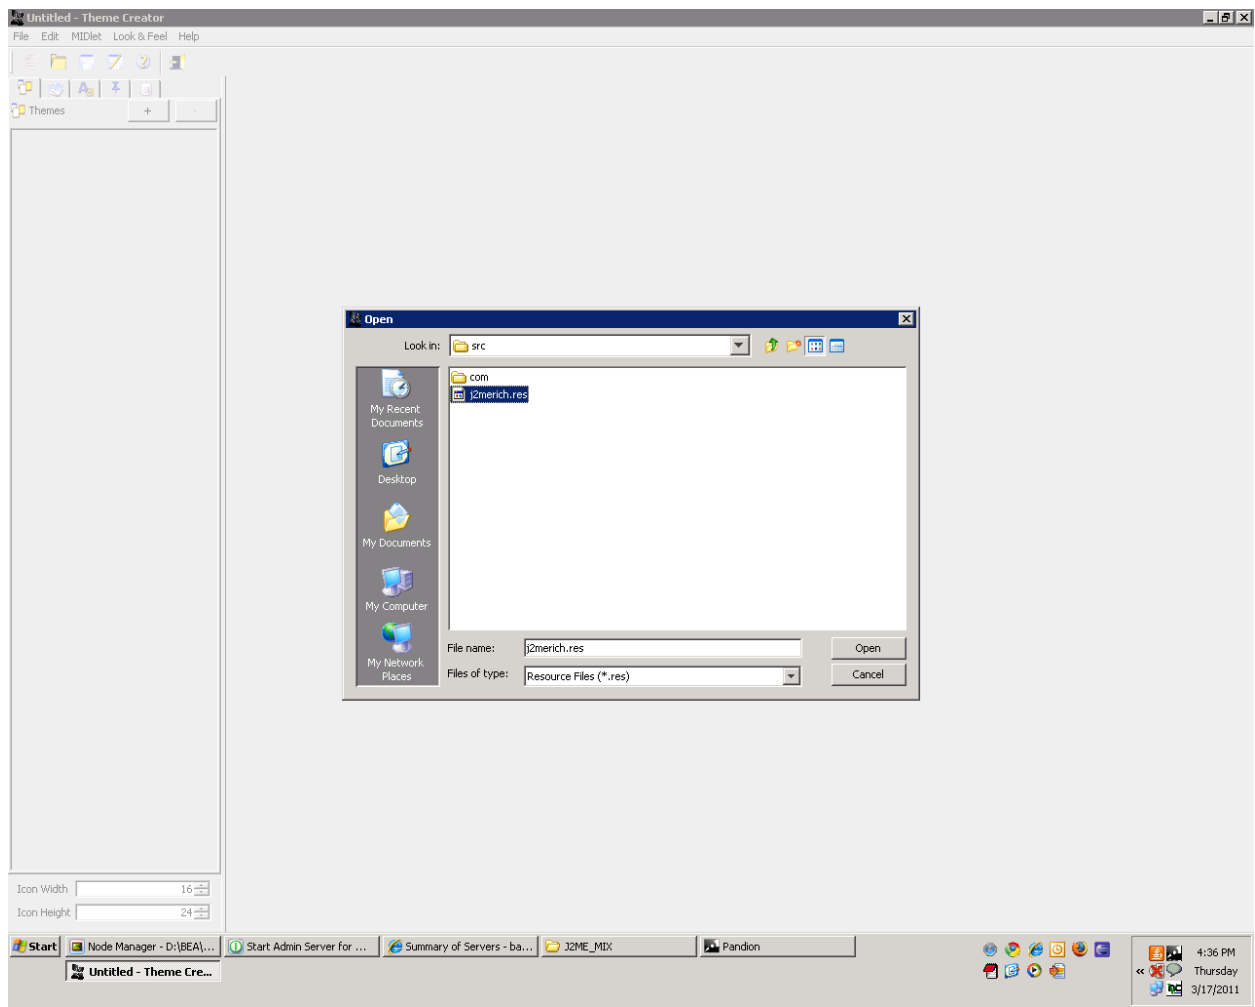 Untitled - Theme Creator
File Edit MIDlet Look & Feel Help
Themes + -
Open
Look in: src
com
j2merich.res
My Recent
Documents
Desktop
My Documents
My Computer
My Network
Places
File name: j2merich.res Open
Files of type: Resource Files (*.res) Cancel
Icon Width 16
Icon Height 24
Start Node Manager - D:\BEA\... Start Admin Server for ... Summary of Servers - ba... J2ME_MIX Pandion
Untitled - Theme Cre...
4:36 PM
« Thursday
3/17/2011